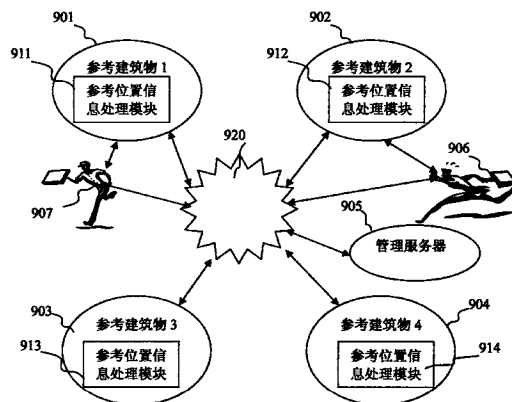 901
911
参考建筑物 1
参考位置信
息处理模块
902
912
参考建筑物 2
参考位置信
息处理模块
920
906
907
905
管理服务器
903
913
参考建筑物 3
参考位置信
息处理模块
904
参考建筑物 4
参考位置信
息处理模块
914